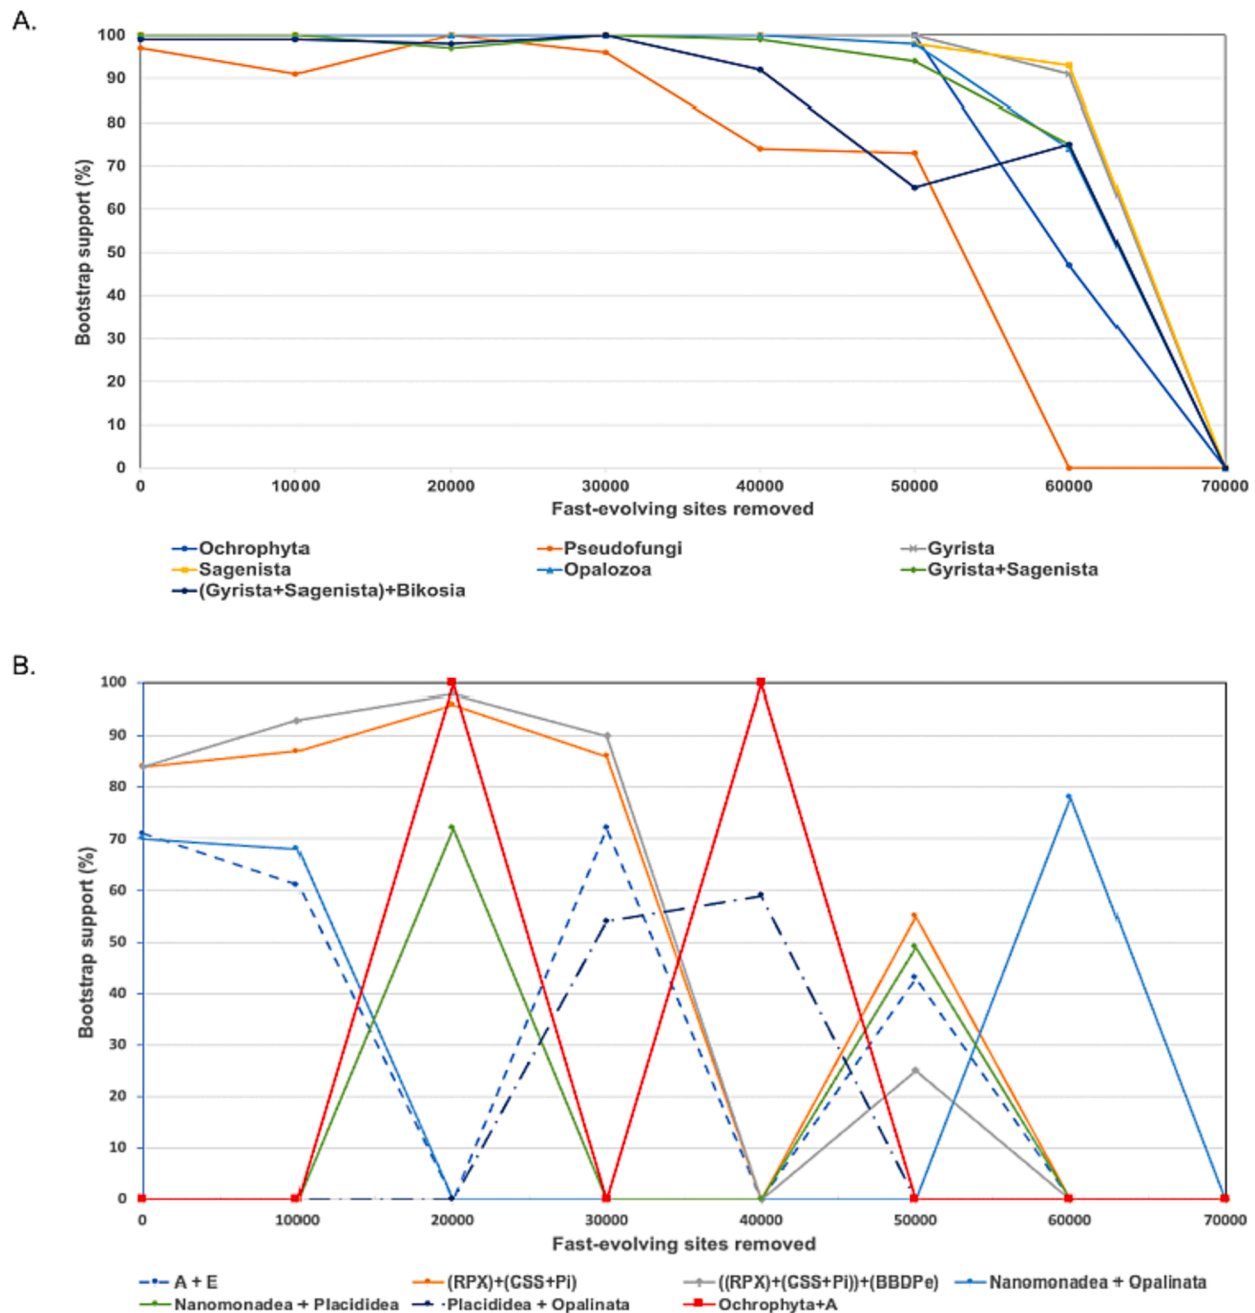 A.
100
90
80
70
60
50
40
30
20
10
0
Bootstrap support (%)
0 10000 20000 30000 40000 50000 60000 70000
Fast-evolving sites removed
Ochrophyta Pseudofungi Gyrista
Sagenista Opalozoa Gyrista+Sagenista
(Gyrista+Sagenista)+Bikosia
B.
100
90
80
70
60
50
40
30
20
10
0
Bootstrap support (%)
0 10000 20000 30000 40000 50000 60000 70000
Fast-evolving sites removed
A + E (RPX)+(CSS+Pi) ((RPX)+(CSS+Pi))+(BBDPe) Nanomonadea + Opalinata
Nanomonadea + Placididea Placididea + Opalinata Ochrophyta+A